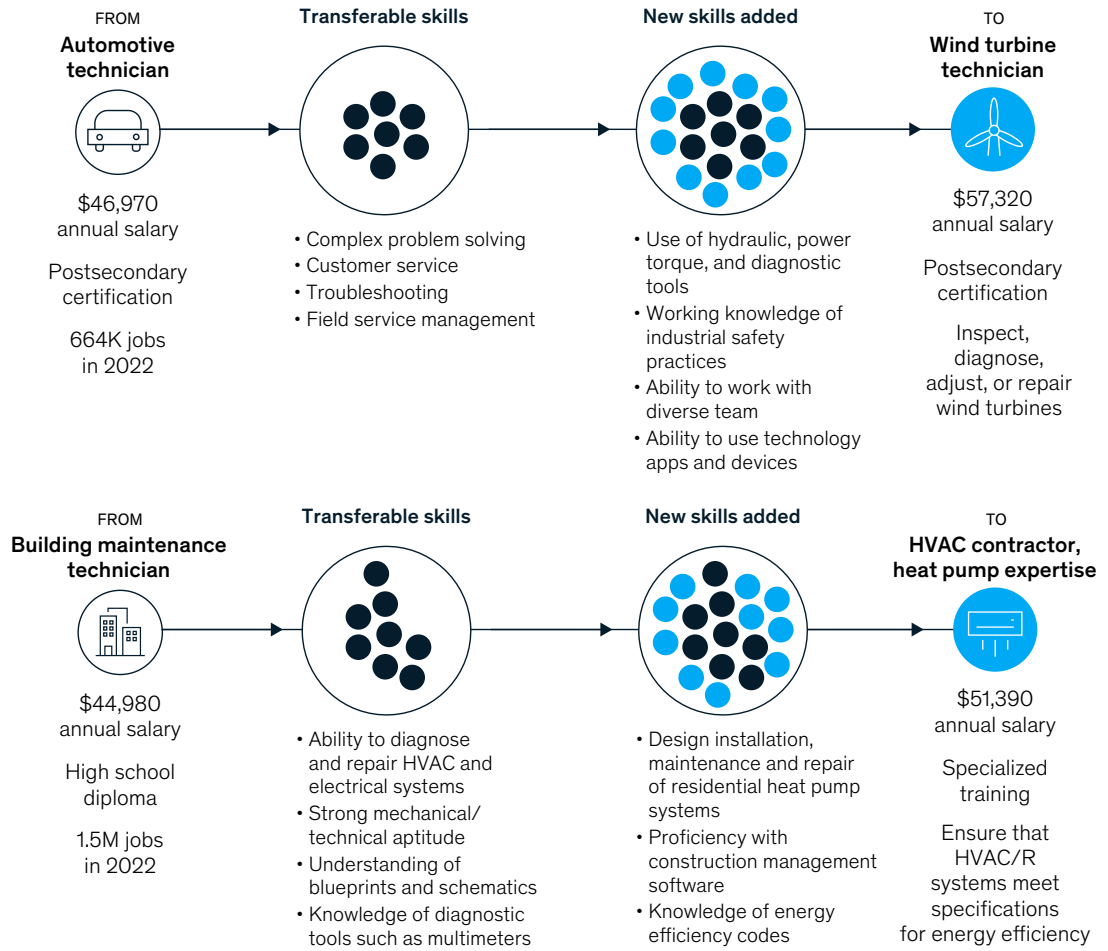 FROM
Automotive
technician
$46,970
annual salary
Postsecondary
certification
664K jobs
in 2022
Transferable skills
• Complex problem solving
• Customer service
• Troubleshooting
• Field service management
New skills added
• Use of hydraulic, power
torque, and diagnostic
tools
• Working knowledge of
industrial safety
practices
• Ability to work with
diverse team
• Ability to use technology
apps and devices
TO
Wind turbine
technician
$57,320
annual salary
Postsecondary
certification
Inspect,
diagnose,
adjust, or repair
wind turbines
FROM
Building maintenance
technician
$44,980
annual salary
High school
diploma
1.5M jobs
in 2022
Transferable skills
• Ability to diagnose
and repair HVAC and
electrical systems
• Strong mechanical/
technical aptitude
• Understanding of
blueprints and schematics
• Knowledge of diagnostic
tools such as multimeters
New skills added
• Design installation,
maintenance and repair
of residential heat pump
systems
• Proficiency with
construction management
software
• Knowledge of energy
efficiency codes
TO
HVAC contractor,
heat pump expertise
$51,390
annual salary
Specialized
training
Ensure that
HVAC/R
systems meet
specifications
for energy efficiency